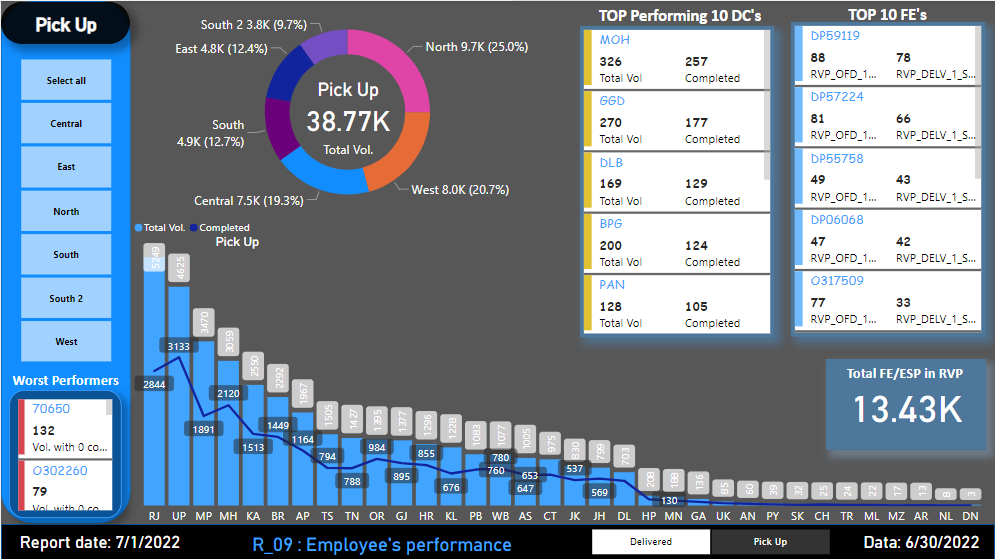 Pick Up
Select all
Central
East
North
South
South 2
West
Worst Performers
70650
132
Vol. with 0 co...
O302260
79
Vol. with 0 co...
South 2 3.8K (9.7%)
East 4.8K (12.4%)
South
4.9K (12.7%)
Central 7.5K (19.3%)
North 9.7K (25.0%)
West 8.0K (20.7%)
Pick Up
38.77K
Total Vol.
TOP Performing 10 DC's
MOH
326 257
Total Vol Completed
GGD
270 177
Total Vol Completed
DLB
169 129
Total Vol Completed
BPG
200 124
Total Vol Completed
PAN
128 105
Total Vol Completed
TOP 10 FE's
DP59119
88 78
RVP_OFD_1... RVP_DELV_1_S...
DP57224
81 66
RVP_OFD_1... RVP_DELV_1_S...
DP55758
49 43
RVP_OFD_1... RVP_DELV_1_S...
DP06068
47 42
RVP_OFD_1... RVP_DELV_1_S...
O317509
77 33
RVP_OFD_1... RVP_DELV_1_S...
Total FE/ESP in RVP
13.43K
Total Vol. Completed
Pick Up
5249 4625 3470 3059 2550 2292 1967 1505 1427 1395 1377 1296 1228 1083 1077 1005 975 830 799 703 208 188 136 85 60 39 32 25 24 22 17 13 8 3
2844 3133 1891 2120 1513 1449 1164 794 788 984 895 855 676 760 780 653 647 537 569 130
RJ UP MP MH KA BR AP TS TN OR GJ HR KL PB WB AS CT JK JH DL HP MN GA UK AN PY SK CH TR ML MZ AR NL DN
Report date: 7/1/2022
R_09 : Employee's performance
Delivered
Pick Up
Data: 6/30/2022